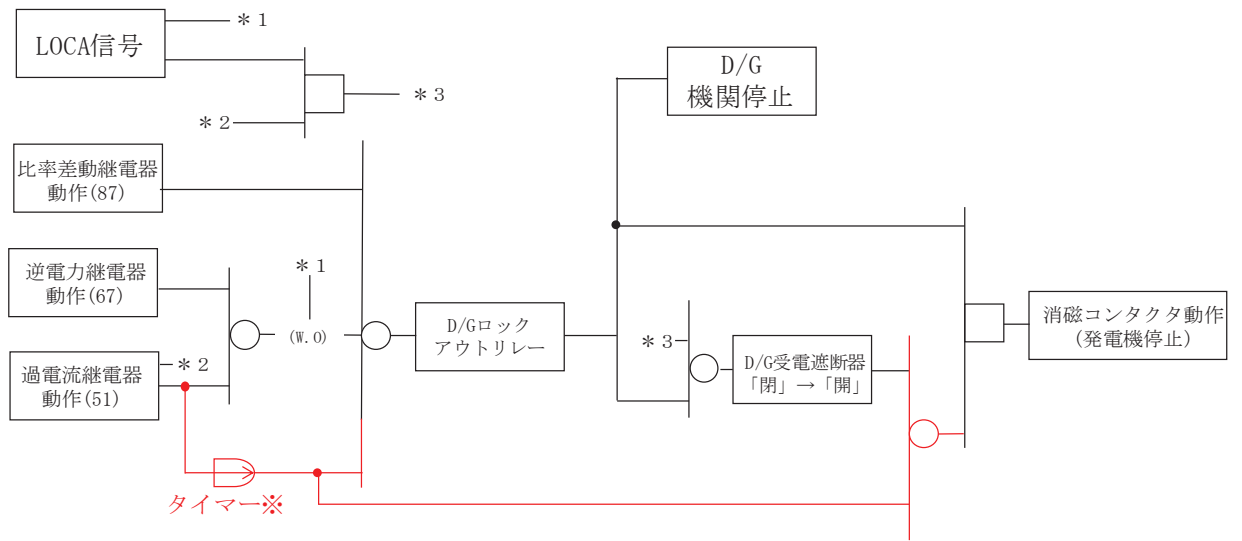 LOCA信号
＊１
＊３
＊２
D/G
機関停止
比率差動継電器
動作(87)
逆電力継電器
動作(67)
＊１
(W.O)
D/Gロック
アウトリレー
＊３
D/G受電遮断器
「閉」→「開」
消磁コンタクタ動作
(発電機停止)
＊２
過電流継電器
動作(51)
タイマー※